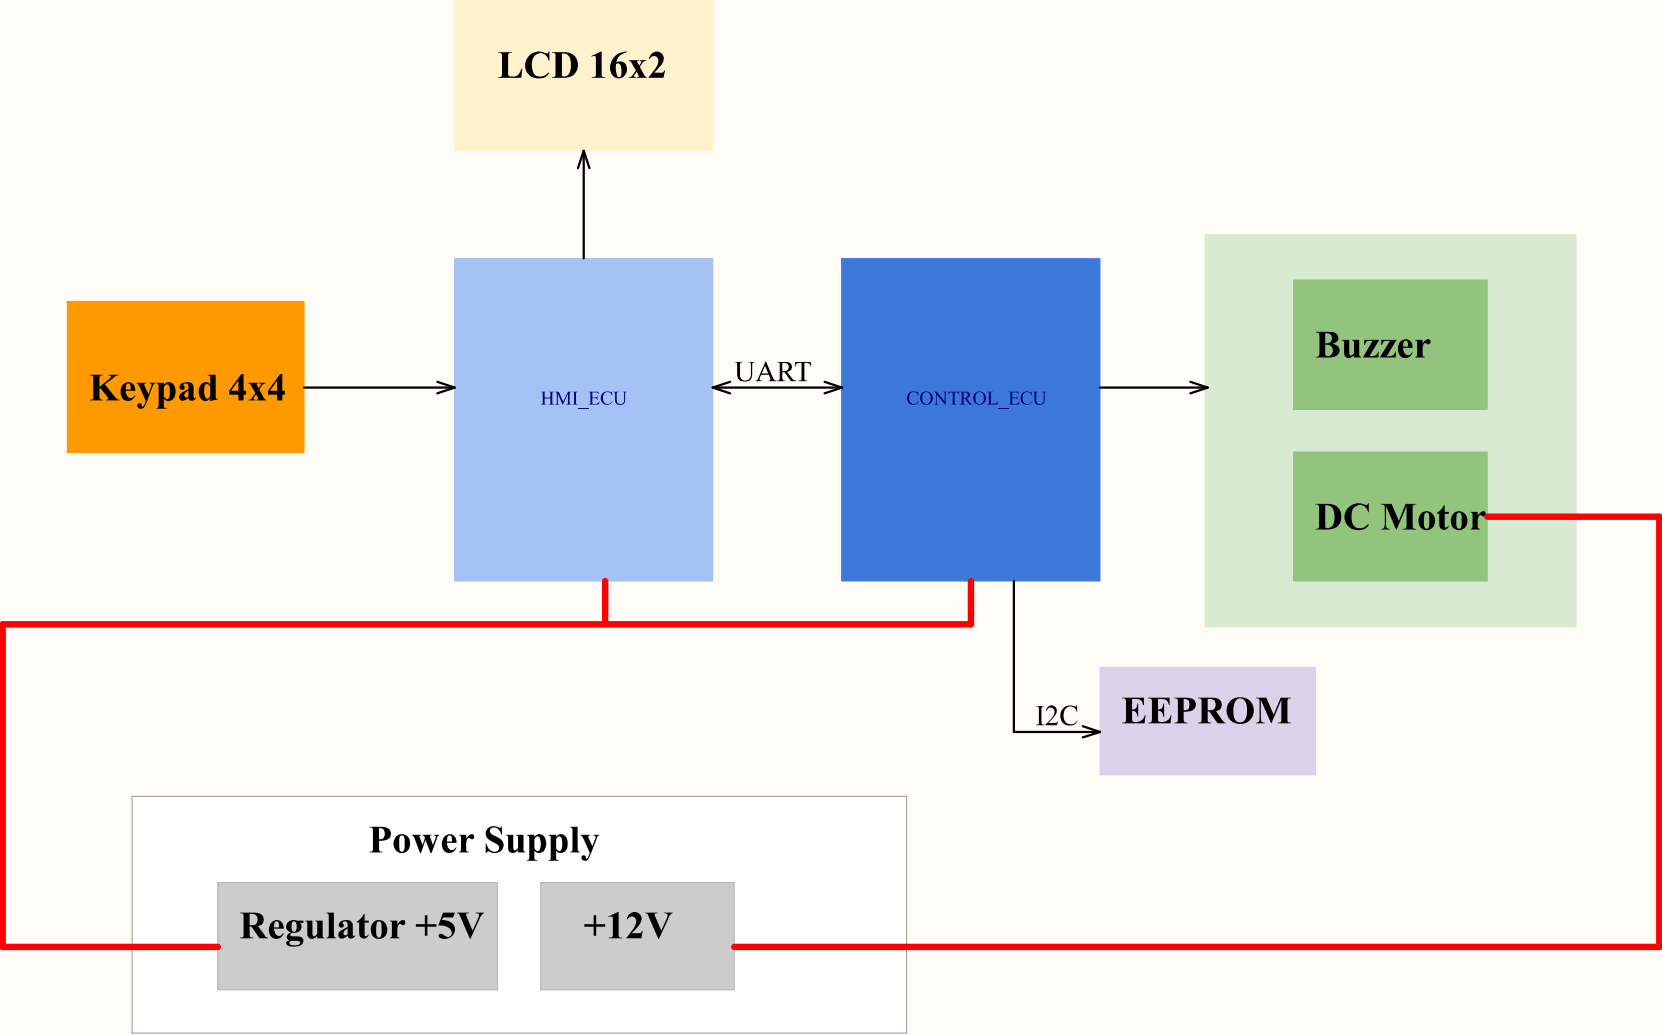 LCD 16x2
Keypad 4x4
HMI_ECU
UART
CONTROL_ECU
Buzzer
DC Motor
I2C
EEPROM
Power Supply
Regulator +5V
+12V